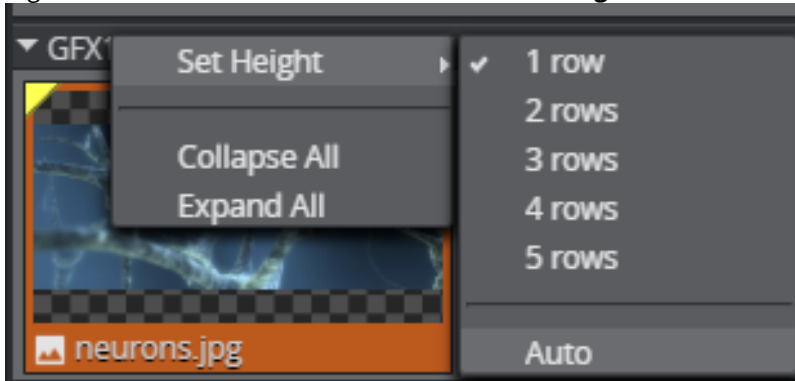 GFX1
Set Height
Collapse All
Expand All
1 row
2 rows
3 rows
4 rows
5 rows
Auto
neurons.jpg